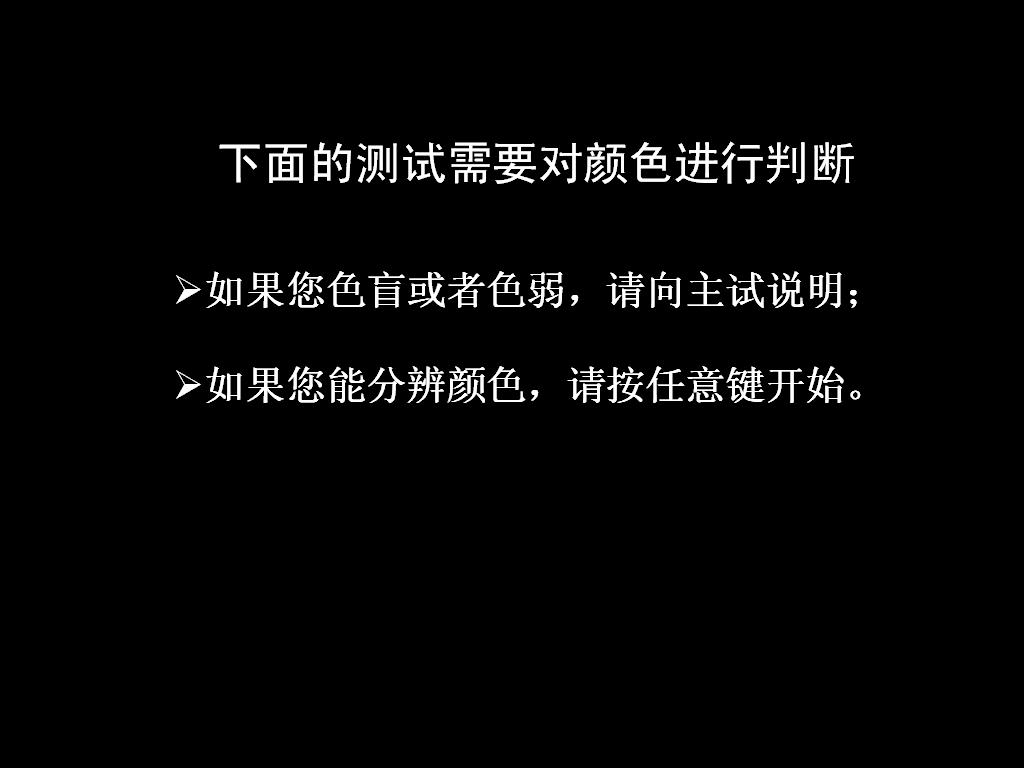 下面的测试需要对颜色进行判断
➢如果您色盲或者色弱，请向主试说明；
➢如果您能分辨颜色，请按任意键开始。